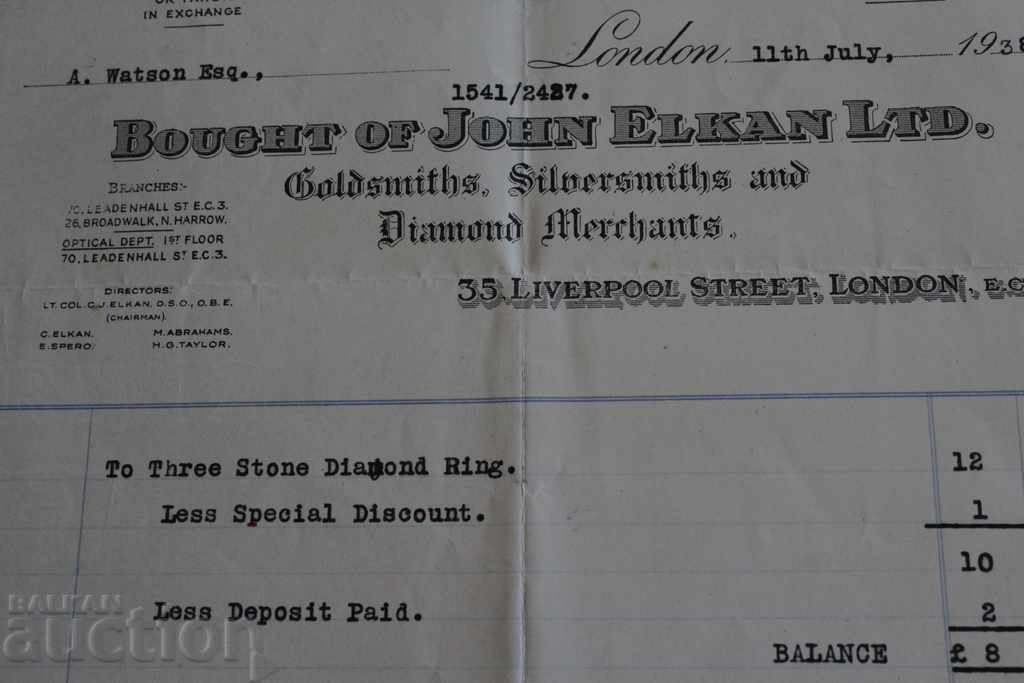 IN EXCHANGE
London, 11th July, 1938
A. Watson Esq.,
1541/2427.
BOUGHT OF JOHN ELKAN LTD.
Goldsmiths, Silversmiths and
Diamond Merchants.
BRANCHES:-
70, LEADENHALL ST E.C.3.
26, BROADWALK, N. HARROW.
OPTICAL DEPT. 1ST FLOOR
70, LEADENHALL ST E.C.3.
35, LIVERPOOL STREET, LONDON, E.C
DIRECTORS:
LT. COL. C.J. ELKAN, D.S.O., O.B.E.
(CHAIRMAN).
C. ELKAN. M. ABRAHAMS.
E. SPERO. H. G. TAYLOR.
To Three Stone Diamond Ring. 12
Less Special Discount. 1
10
Less Deposit Paid. 2
BALANCE £ 8
BALKAN
auction